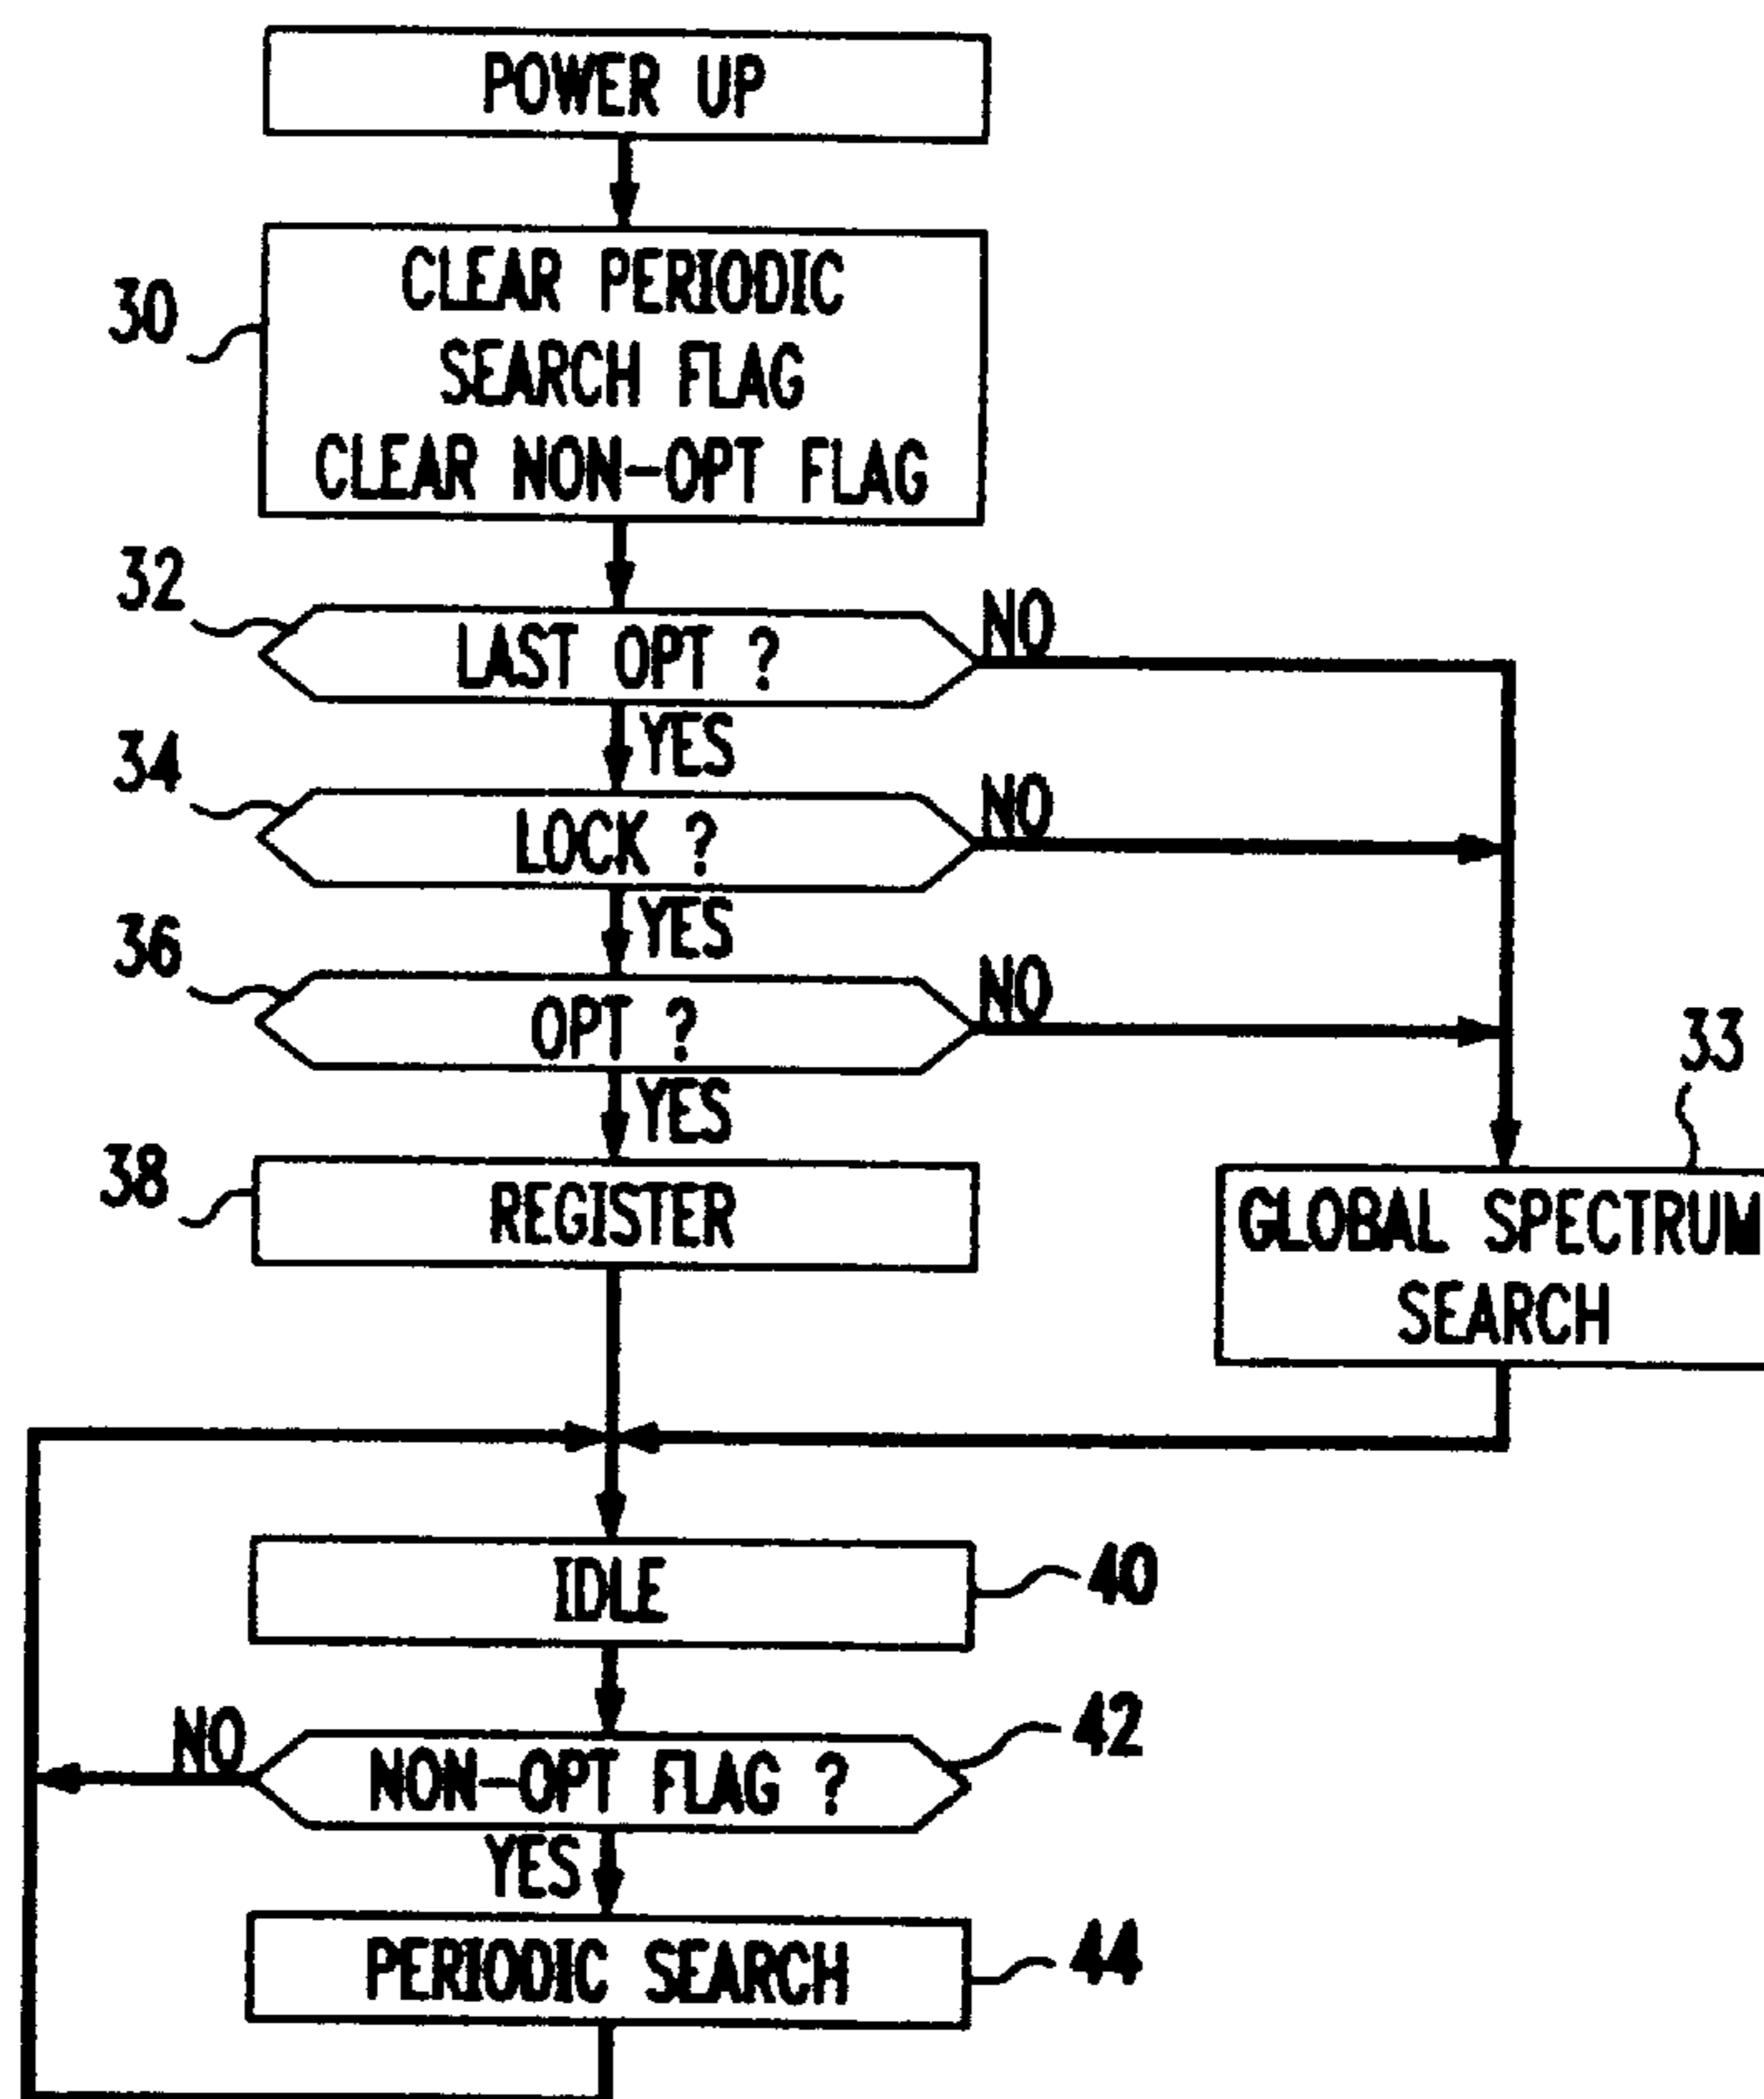 POWER UP
30
CLEAR PERIODIC
SEARCH FLAG
CLEAR NON-OPT FLAG
32
LAST OPT ?
NO
YES
34
LOCK ?
NO
YES
36
OPT ?
NO
YES
33
38
REGISTER
GLOBAL SPECTRUM
SEARCH
IDLE
40
42
NO
NON-OPT FLAG ?
YES
PERIODIC SEARCH
44